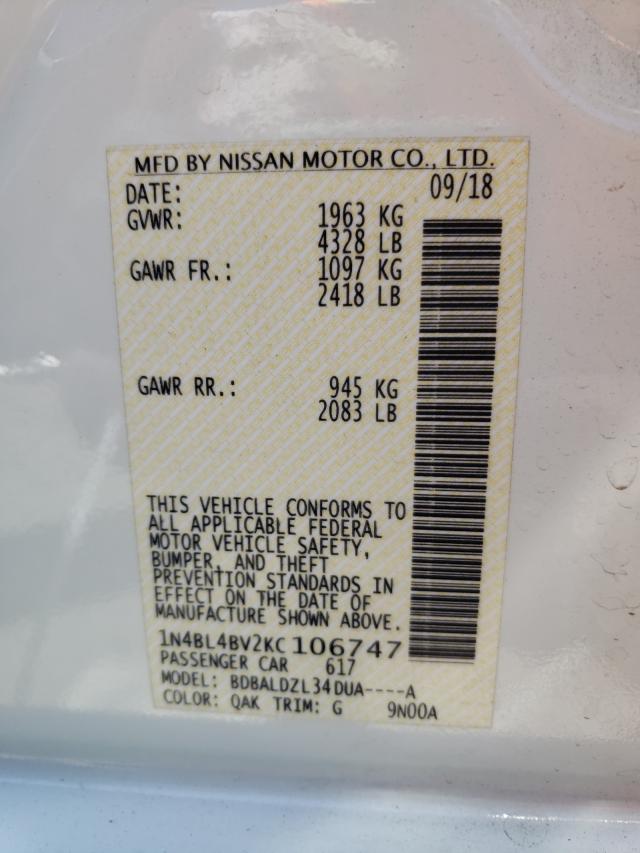 MFD BY NISSAN MOTOR CO., LTD.
DATE: 09/18
GVWR: 1963 KG
4328 LB
GAWR FR.: 1097 KG
2418 LB
GAWR RR.: 945 KG
2083 LB
THIS VEHICLE CONFORMS TO
ALL APPLICABLE FEDERAL
MOTOR VEHICLE SAFETY,
BUMPER, AND THEFT
PREVENTION STANDARDS IN
EFFECT ON THE DATE OF
MANUFACTURE SHOWN ABOVE.
1N4BL4BV2KC106747
PASSENGER CAR 617
MODEL: BDBALDZL34DUA----A
COLOR: QAK TRIM: G 9N00A